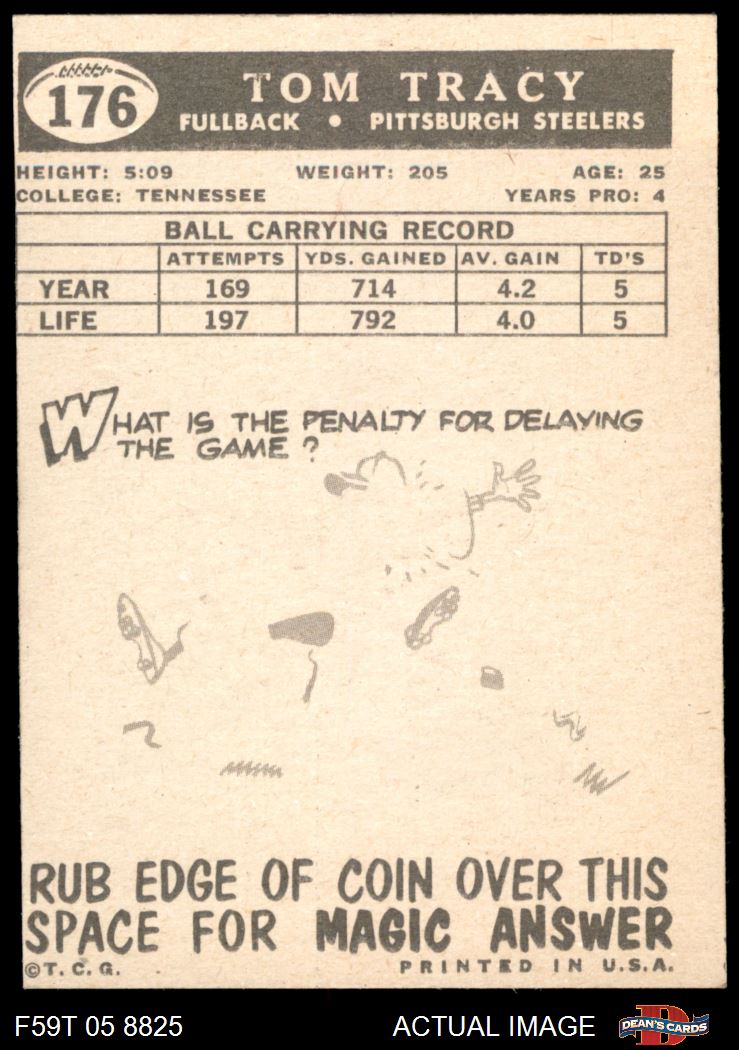 176
TOM TRACY
FULLBACK • PITTSBURGH STEELERS
HEIGHT: 5:09 WEIGHT: 205 AGE: 25
COLLEGE: TENNESSEE YEARS PRO: 4
BALL CARRYING RECORD
ATTEMPTS YDS. GAINED AV. GAIN TD'S
YEAR 169 714 4.2 5
LIFE 197 792 4.0 5
WHAT IS THE PENALTY FOR DELAYING
THE GAME?
RUB EDGE OF COIN OVER THIS
SPACE FOR MAGIC ANSWER
©T. C. G. PRINTED IN U.S.A.
F59T 05 8825 ACTUAL IMAGE D DEAN'S CARDS